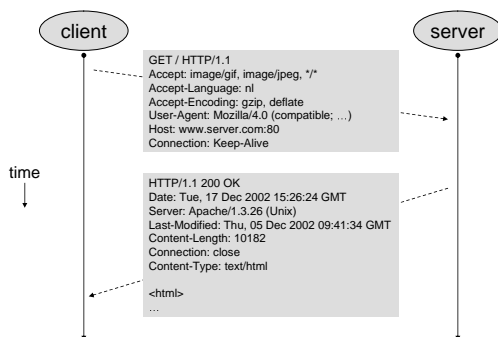 client
server
GET / HTTP/1.1
Accept: image/gif, image/jpeg, */*
Accept-Language: nl
Accept-Encoding: gzip, deflate
User-Agent: Mozilla/4.0 (compatible; …)
Host: www.server.com:80
Connection: Keep-Alive
time
HTTP/1.1 200 OK
Date: Tue, 17 Dec 2002 15:26:24 GMT
Server: Apache/1.3.26 (Unix)
Last-Modified: Thu, 05 Dec 2002 09:41:34 GMT
Content-Length: 10182
Connection: close
Content-Type: text/html
<html>
…